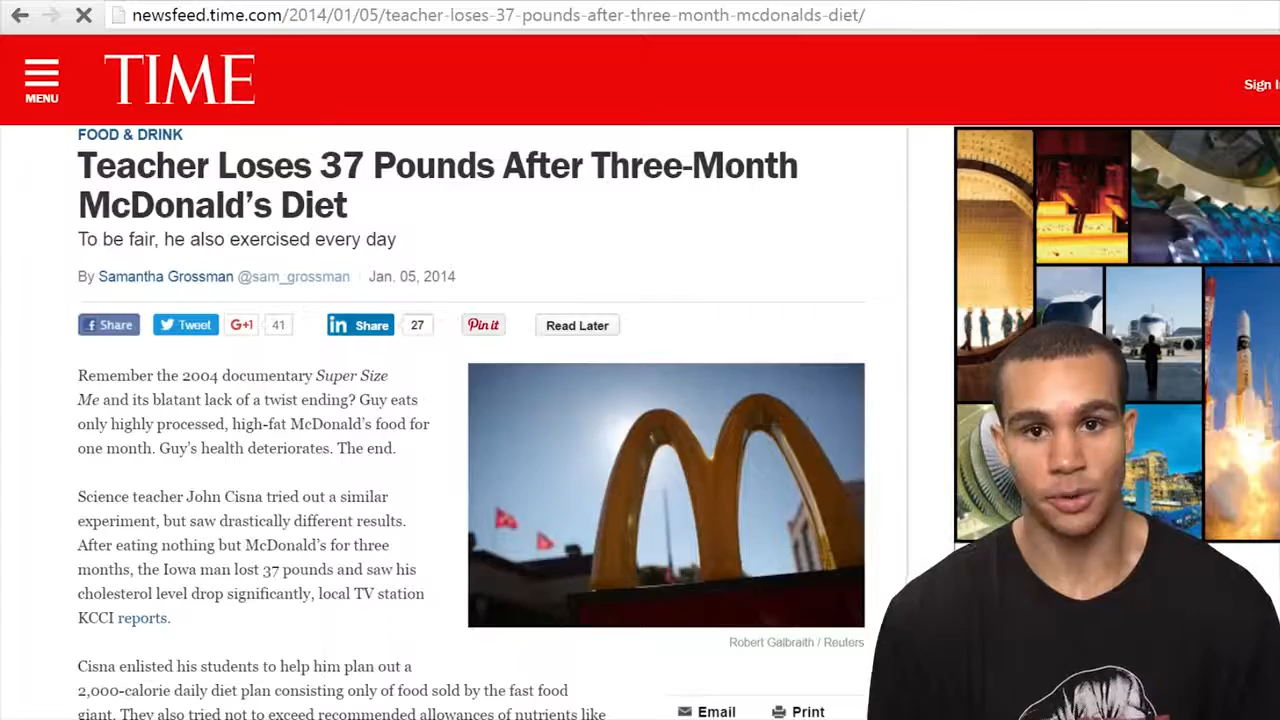 newsfeed.time.com/2014/01/05/teacher-loses-37-pounds-after-three-month-mcdonalds-diet/
MENU
TIME
Sign I
FOOD & DRINK
Teacher Loses 37 Pounds After Three-Month
McDonald's Diet
To be fair, he also exercised every day
By Samantha Grossman @sam_grossman Jan. 05, 2014
f Share Tweet G+1 41 in Share 27 Pin it Read Later
Remember the 2004 documentary Super Size
Me and its blatant lack of a twist ending? Guy eats
only highly processed, high-fat McDonald's food for
one month. Guy's health deteriorates. The end.
Science teacher John Cisna tried out a similar
experiment, but saw drastically different results.
After eating nothing but McDonald's for three
months, the Iowa man lost 37 pounds and saw his
cholesterol level drop significantly, local TV station
KCCI reports.
Robert Galbraith / Reuters
Cisna enlisted his students to help him plan out a
2,000-calorie daily diet plan consisting only of food sold by the fast food
giant. They also tried not to exceed recommended allowances of nutrients like
Email Print